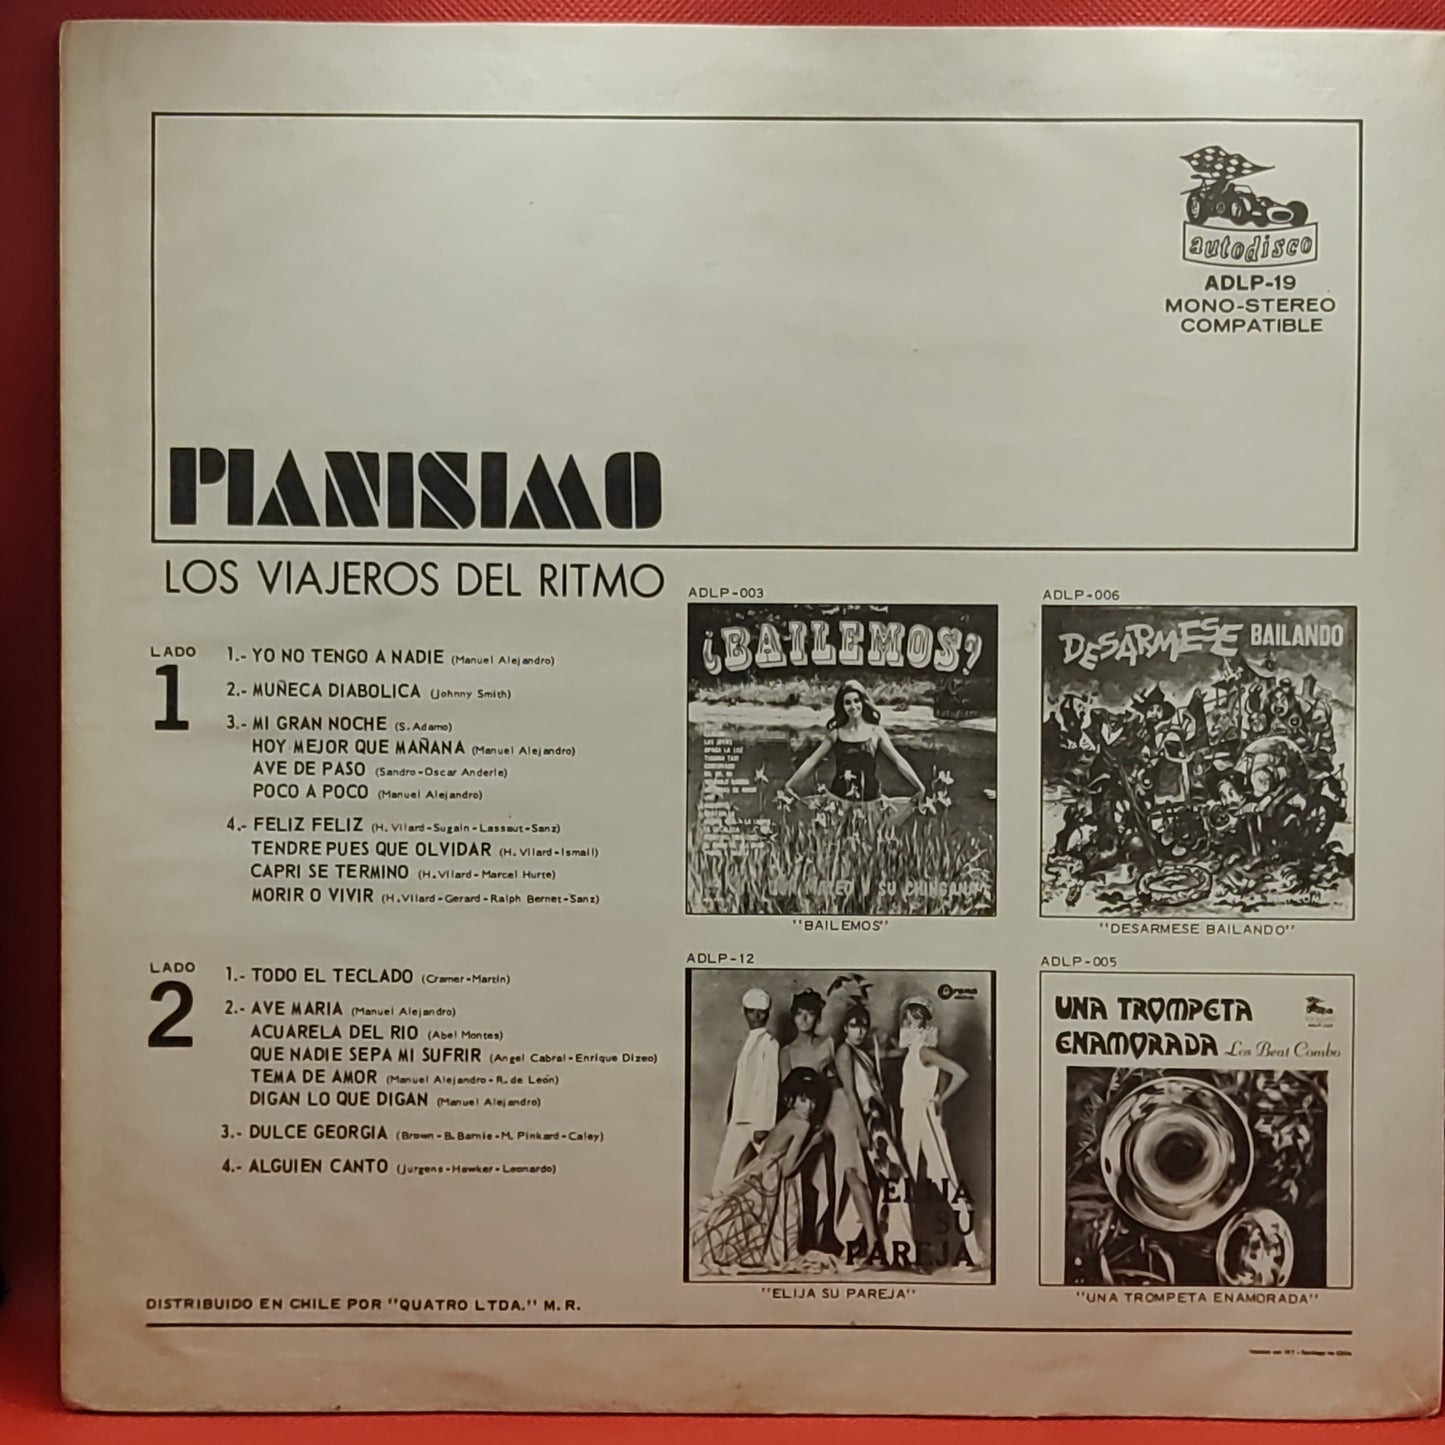 autodisco
ADLP-19
MONO-STEREO
COMPATIBLE
PIANISIMO
LOS VIAJEROS DEL RITMO
LADO
1
1.- YO NO TENGO A NADIE (Manuel Alejandro)
2.- MUÑECA DIABOLICA (Johnny Smith)
3.- MI GRAN NOCHE (S. Adamo)
HOY MEJOR QUE MAÑANA (Manuel Alejandro)
AVE DE PASO (Sandro-Oscar Anderle)
POCO A POCO (Manuel Alejandro)
4.- FELIZ FELIZ (H. Vilard-Sugain-Lassaut-Sanz)
TENDRE PUES QUE OLVIDAR (H. Vilard-Ismail)
CAPRI SE TERMINO (H. Vilard-Marcel Hurte)
MORIR O VIVIR (H. Vilard-Gerard-Ralph Bernet-Sanz)
LADO
2
1.- TODO EL TECLADO (Cramer-Martin)
2.- AVE MARIA (Manuel Alejandro)
ACUARELA DEL RIO (Abel Montes)
QUE NADIE SEPA MI SUFRIR (Angel Cabral-Enrique Dizeo)
TEMA DE AMOR (Manuel Alejandro-R. de León)
DIGAN LO QUE DIGAN (Manuel Alejandro)
3.- DULCE GEORGIA (Brown-B. Barnie-M. Pinkard-Caley)
4.- ALGUIEN CANTO (Jurgens-Hawker-Leonardo)
ADLP-003
¿BAILEMOS?
autodisco
"BAILEMOS"
ADLP-006
DESARMESE BAILANDO
"DESARMESE BAILANDO"
ADLP-12
ELIJA
SU
PAREJA
"ELIJA SU PAREJA"
ADLP-005
UNA TROMPETA
ENAMORADA Los Beat Combo
"UNA TROMPETA ENAMORADA"
DISTRIBUIDO EN CHILE POR "QUATRO LTDA." M. R.